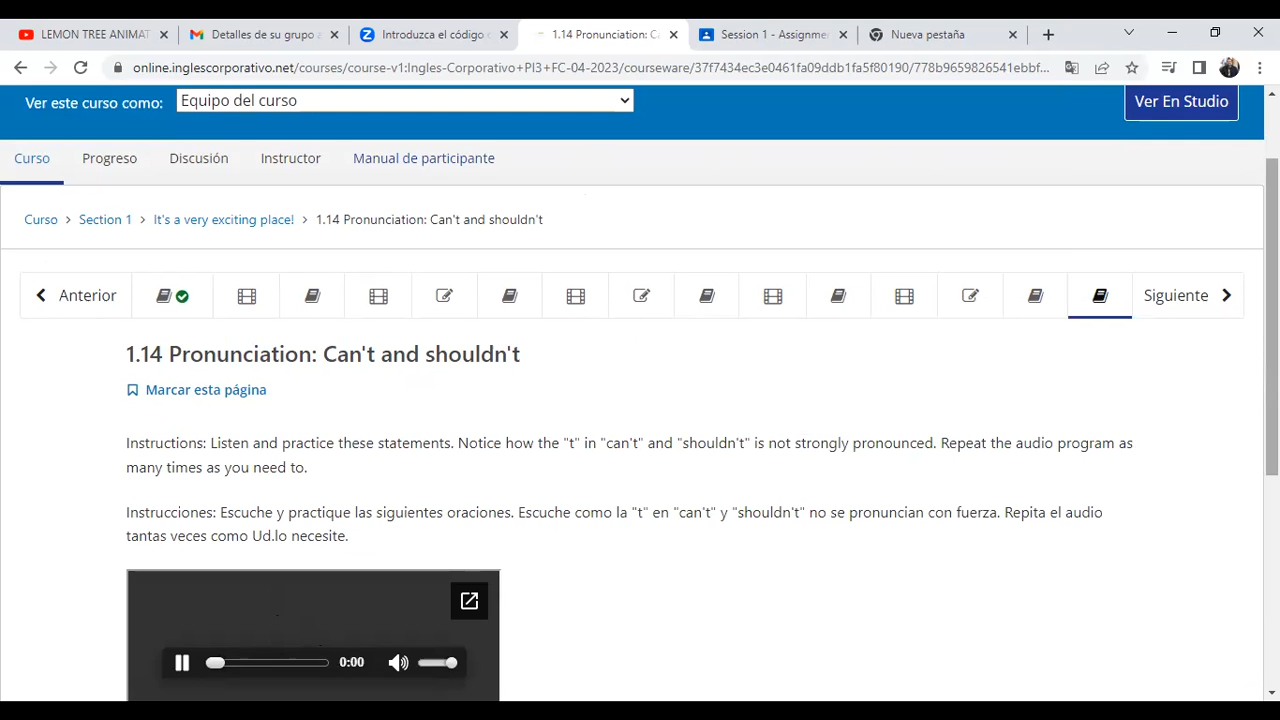 LEMON TREE ANIMAT
Detalles de su grupo a
Introduzca el código
1.14 Pronunciation: Ca
Session 1 - Assignme
Nueva pestaña
online.inglescorporativo.net/courses/course-v1:Ingles-Corporativo+PI3+FC-04-2023/courseware/37f7434ec3e0461fa09ddb1fa5f80190/778b9659826541ebbf...
Ver este curso como:
Equipo del curso
Ver En Studio
Curso
Progreso
Discusión
Instructor
Manual de participante
Curso > Section 1 > It's a very exciting place! > 1.14 Pronunciation: Can't and shouldn't
Anterior
Siguiente
1.14 Pronunciation: Can't and shouldn't
Marcar esta página
Instructions: Listen and practice these statements. Notice how the "t" in "can't" and "shouldn't" is not strongly pronounced. Repeat the audio program as
many times as you need to.
Instrucciones: Escuche y practique las siguientes oraciones. Escuche como la "t" en "can't" y "shouldn't" no se pronuncian con fuerza. Repita el audio
tantas veces como Ud.lo necesite.
0:00